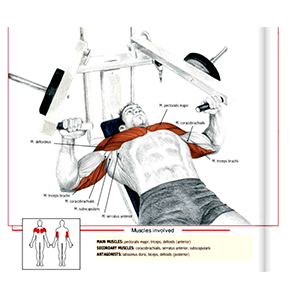 M. pectoralis major
M. coracobrachialis
M. deltoideus
M. triceps brachii
M. triceps brachii
M. coracobrachialis
M. subscapularis
M. serratus anterior
Muscles involved
MAIN MUSCLES: pectoralis major, triceps, deltoids (anterior)
SECONDARY MUSCLES: coracobrachialis, serratus anterior, subscapularis
ANTAGONISTS: latissimus dorsi, biceps, deltoids (posterior)